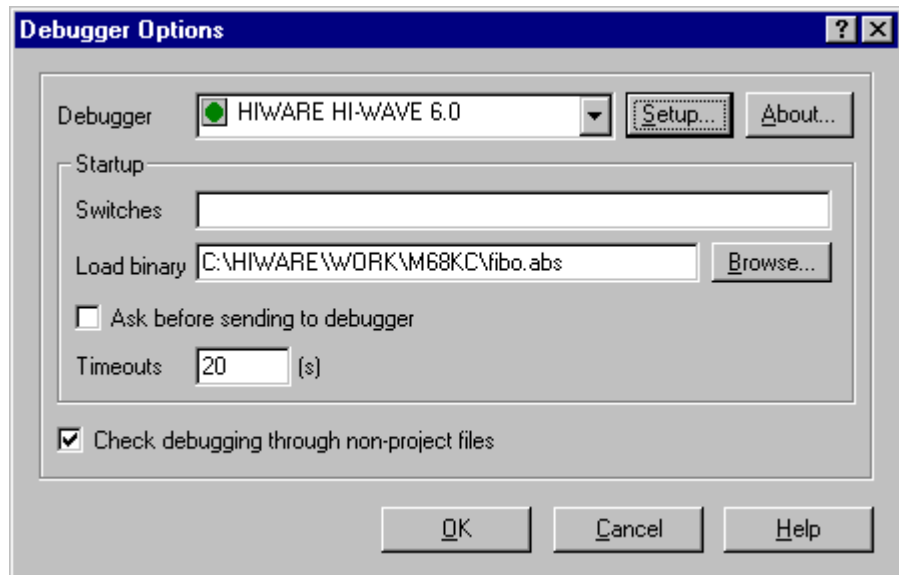 Debugger Options
Debugger HIWARE HI-WAVE 6.0 Setup... About...
Startup
Switches
Load binary C:\HIWARE\WORK\M68KC\fibo.abs Browse...
Ask before sending to debugger
Timeouts 20 (s)
Check debugging through non-project files
OK Cancel Help